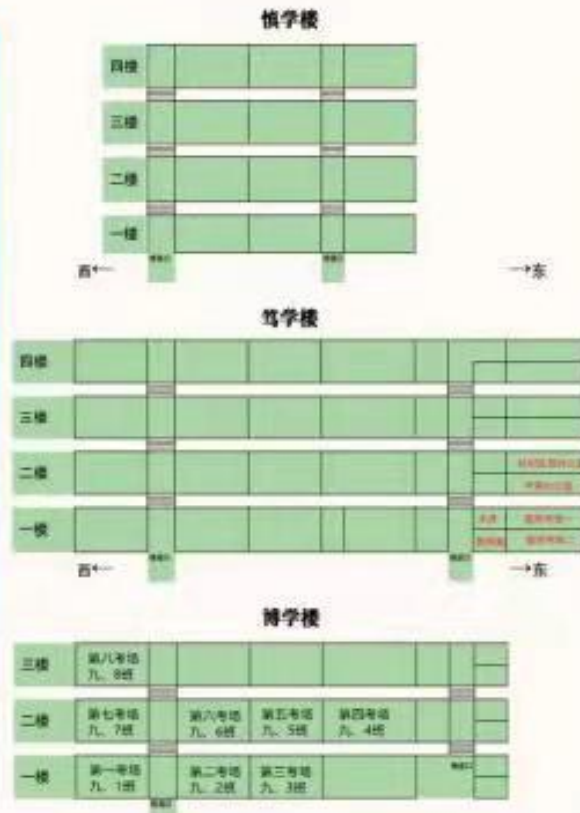 慎学楼
四楼
三楼
二楼
一楼
西←
→东
笃学楼
四楼
三楼
二楼
一楼
西←
→东
博学楼
三楼
第八考场
九、8班
二楼
第七考场
九、7班
第六考场
九、6班
第五考场
九、5班
第四考场
九、4班
一楼
第一考场
九、1班
第二考场
九、2班
第三考场
九、3班